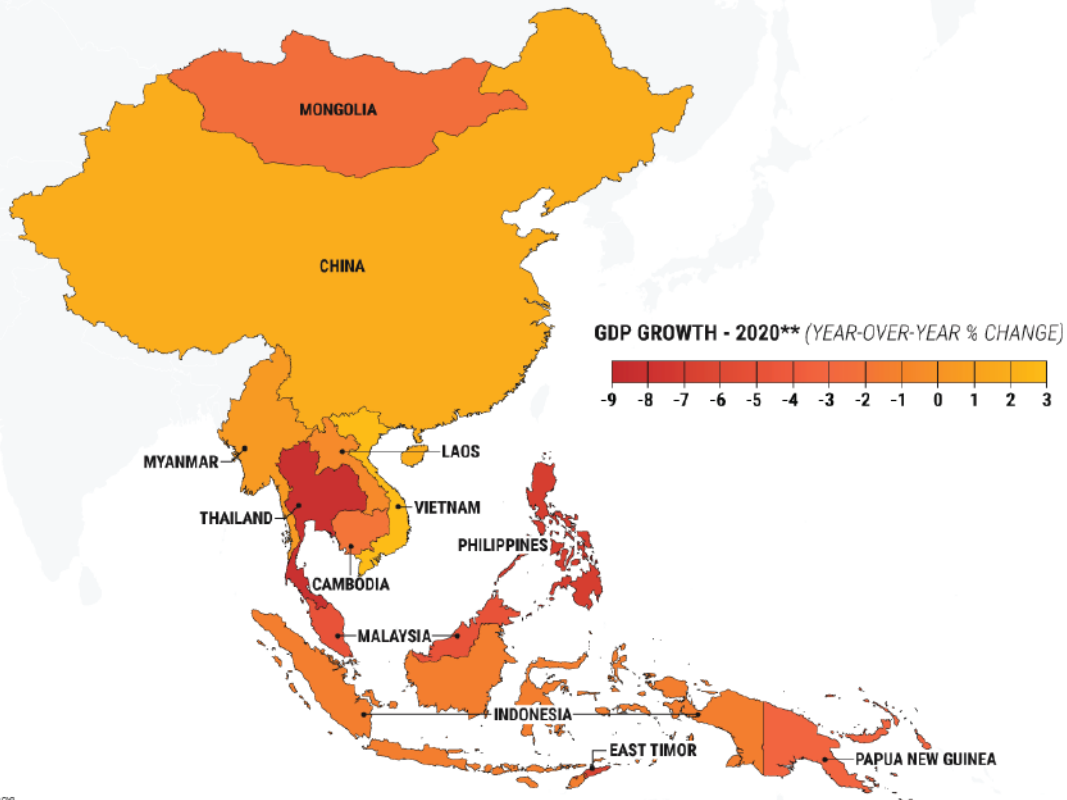 MONGOLIA
CHINA
GDP GROWTH - 2020** (YEAR-OVER-YEAR % CHANGE)
-9 -8 -7 -6 -5 -4 -3 -2 -1 0 1 2 3
MYANMAR
LAOS
THAILAND
VIETNAM
PHILIPPINES
CAMBODIA
MALAYSIA
INDONESIA
EAST TIMOR
PAPUA NEW GUINEA